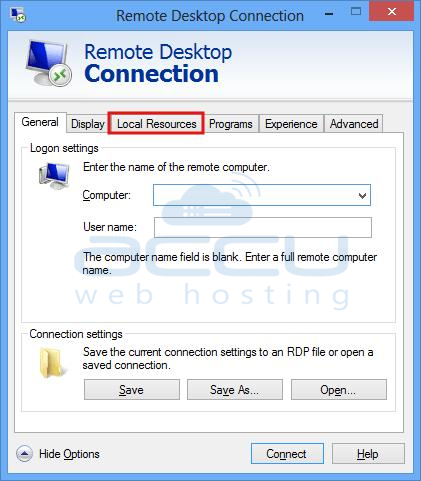 Remote Desktop Connection
Remote Desktop
Connection
General Display Local Resources Programs Experience Advanced
Logon settings
Enter the name of the remote computer.
Computer:
User name:
accu
web hosting
The computer name field is blank. Enter a full remote computer
name.
Connection settings
Save the current connection settings to an RDP file or open a
saved connection.
Save Save As... Open...
Hide Options Connect Help